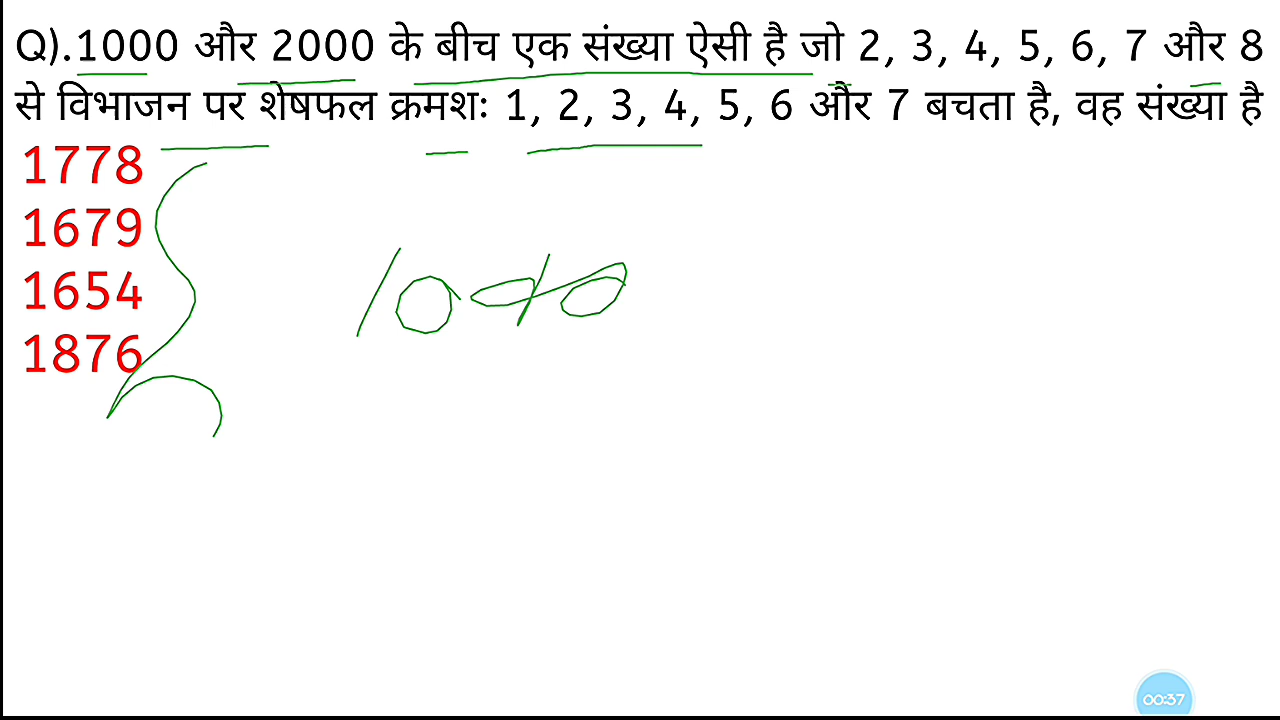 Q).1000 और 2000 के बीच एक संख्या ऐसी है जो 2, 3, 4, 5, 6, 7 और 8
से विभाजन पर शेषफल क्रमशः 1, 2, 3, 4, 5, 6 और 7 बचता है, वह संख्या है
1778
1679
1654
1876
00:37